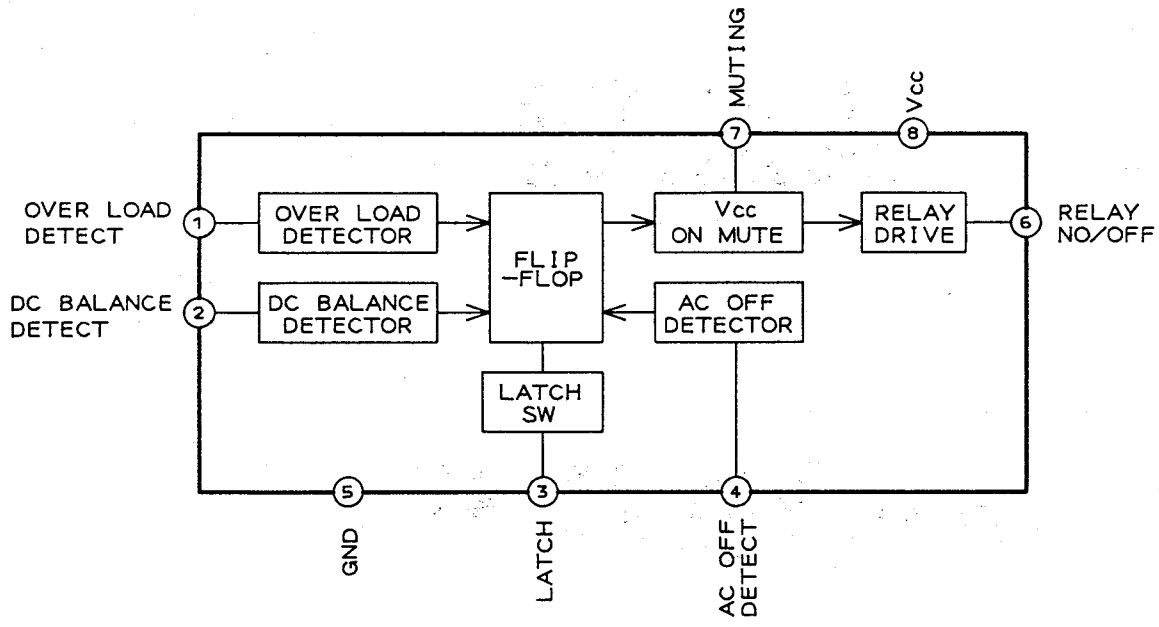 MUTING
Vcc
7
8
OVER LOAD
DETECT
1
OVER LOAD
DETECTOR
FLIP
-FLOP
Vcc
ON MUTE
RELAY
DRIVE
6
RELAY
NO/OFF
DC BALANCE
DETECT
2
DC BALANCE
DETECTOR
AC OFF
DETECTOR
LATCH
SW
5
3
4
GND
LATCH
AC OFF
DETECT